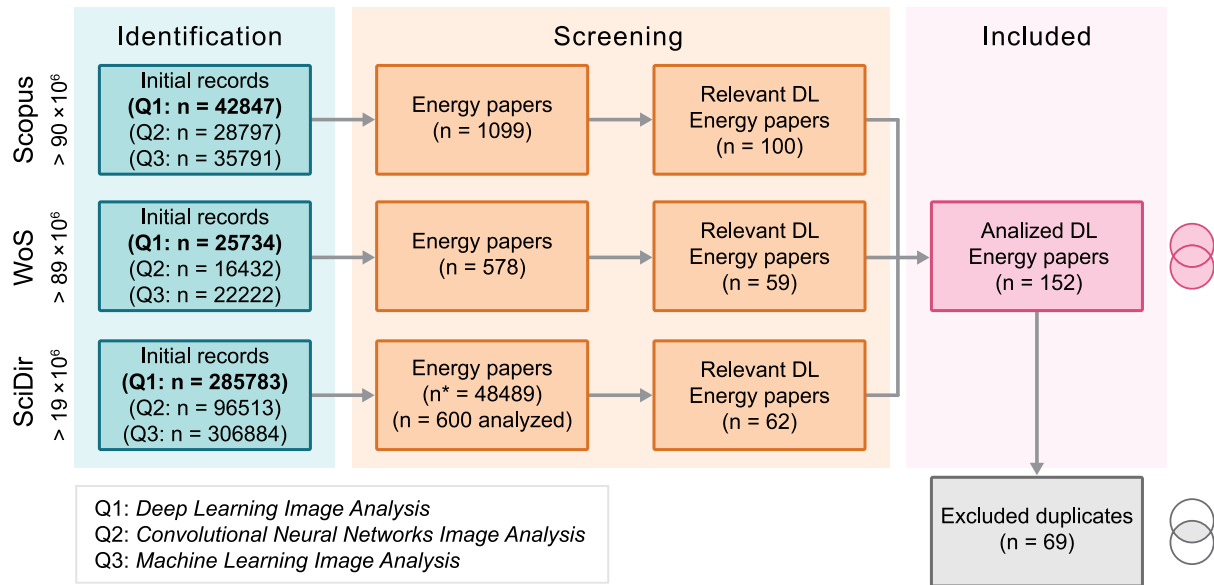 Identification
Screening
Included
Scopus
> 90 ×10⁶
Initial records
(Q1: n = 42847)
(Q2: n = 28797)
(Q3: n = 35791)
Energy papers
(n = 1099)
Relevant DL
Energy papers
(n = 100)
WoS
> 89 ×10⁶
Initial records
(Q1: n = 25734)
(Q2: n = 16432)
(Q3: n = 22222)
Energy papers
(n = 578)
Relevant DL
Energy papers
(n = 59)
Analized DL
Energy papers
(n = 152)
SciDir
> 19 ×10⁶
Initial records
(Q1: n = 285783)
(Q2: n = 96513)
(Q3: n = 306884)
Energy papers
(n* = 48489)
(n = 600 analyzed)
Relevant DL
Energy papers
(n = 62)
Excluded duplicates
(n = 69)
Q1: Deep Learning Image Analysis
Q2: Convolutional Neural Networks Image Analysis
Q3: Machine Learning Image Analysis